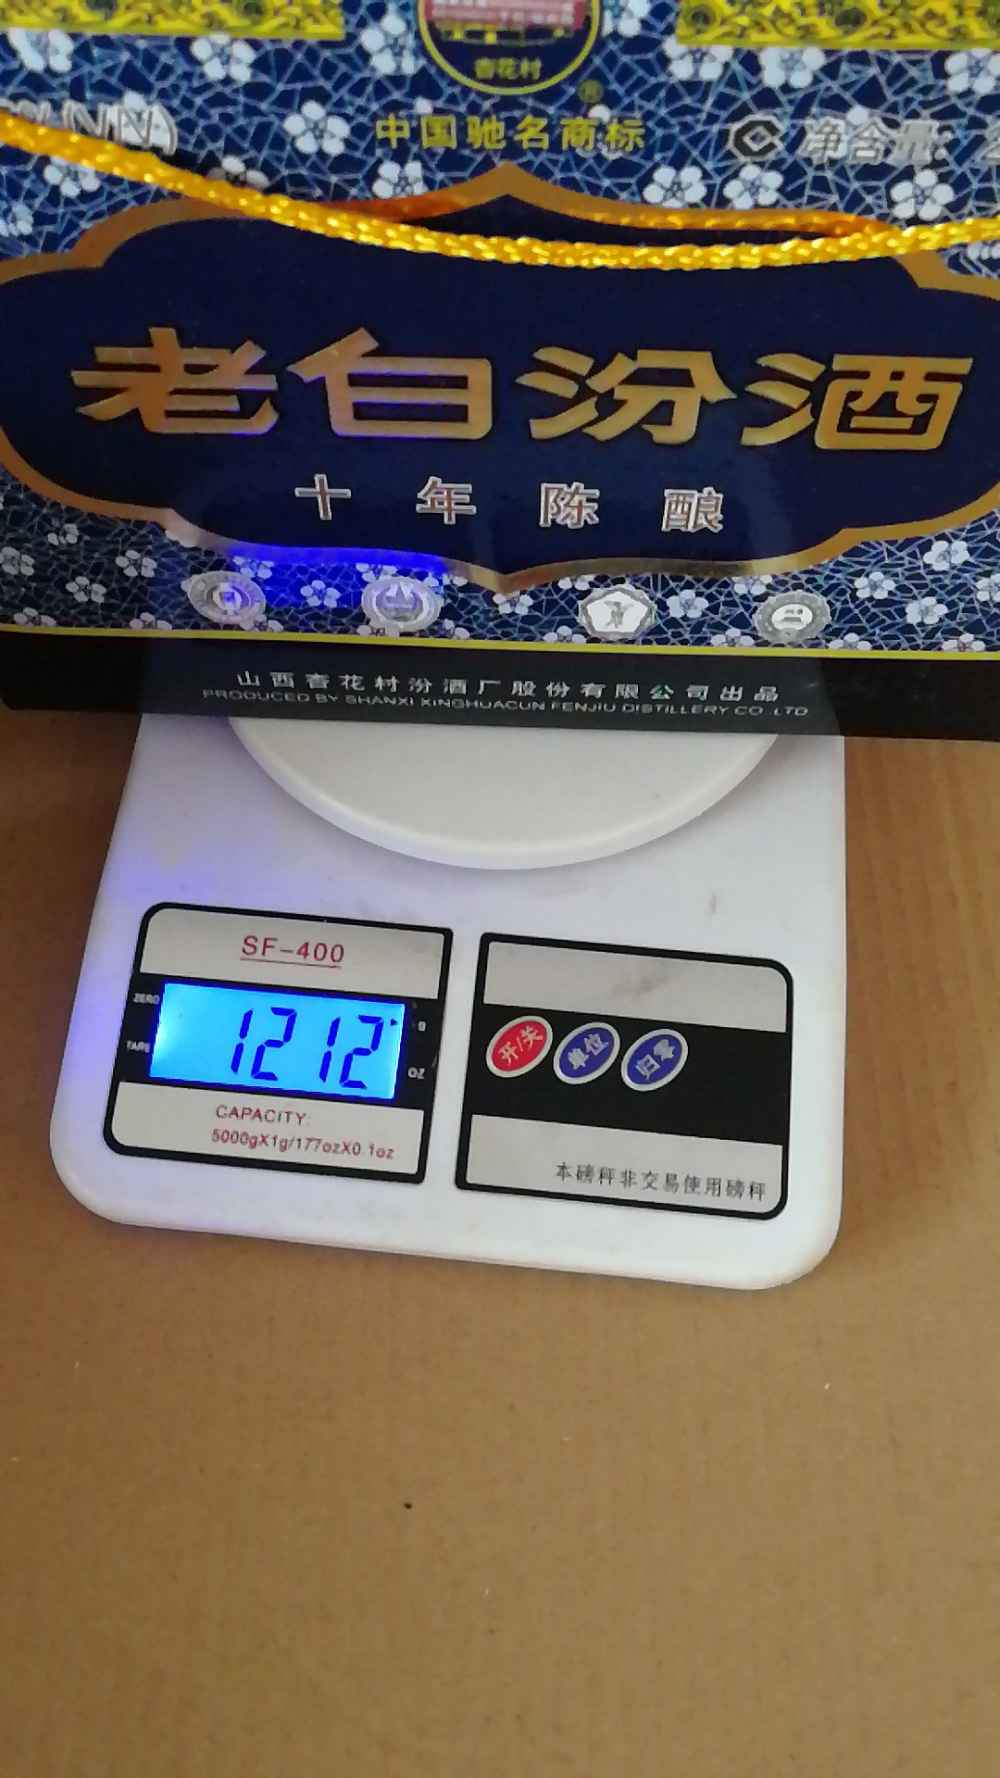 杏花村
®
中国驰名商标
净含量:
老白汾酒
十年陈酿
山西杏花村汾酒厂股份有限公司出品
PRODUCED BY SHANXI XINGHUACUN FENJIU DISTILLERY CO.,LTD
SF-400
ZERO
TARE
1212
g
oz
CAPACITY:
5000gX1g/177ozX0.1oz
开/关
单位
归零
本磅秤非交易使用磅秤